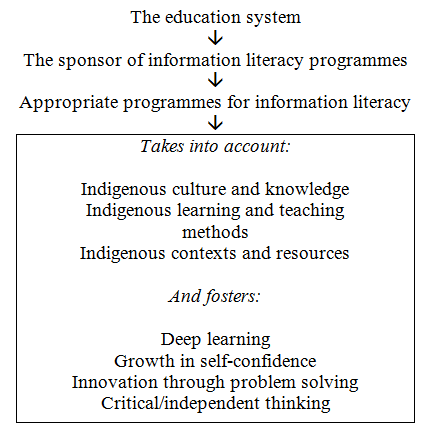 The education system
↓
The sponsor of information literacy programmes
↓
Appropriate programmes for information literacy
↓
Takes into account:
Indigenous culture and knowledge
Indigenous learning and teaching
methods
Indigenous contexts and resources
And fosters:
Deep learning
Growth in self-confidence
Innovation through problem solving
Critical/independent thinking